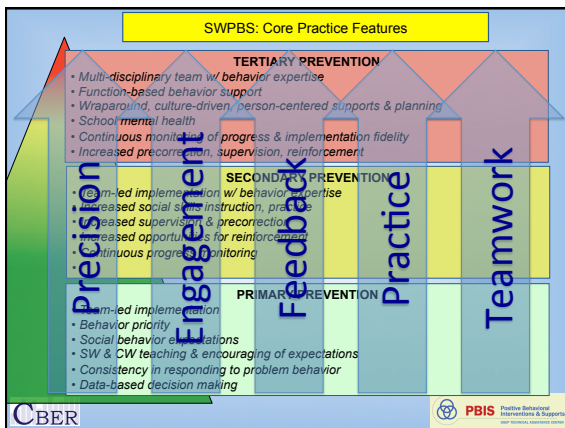 SWPBS: Core Practice Features
TERTIARY PREVENTION
• Multi-disciplinary team w/ behavior expertise
• Function-based behavior support
• Wraparound, culture-driven, person-centered supports & planning
• School mental health
• Continuous monitoring of progress & implementation fidelity
• Increased precorrection, supervision, reinforcement
SECONDARY PREVENTION
• Team-led implementation w/ behavior expertise
• Increased social skills instruction, practice
• Increased supervision & precorrection
• Increased opportunities for reinforcement
• Continuous progress monitoring
PRIMARY PREVENTION
• Team-led implementation
• Behavior priority
• Social behavior expectations
• SW & CW teaching & encouraging of expectations
• Consistency in responding to problem behavior
• Data-based decision making
Precision
Engagement
Feedback
Practice
Teamwork
CBER
PBIS
Positive Behavioral
Interventions & Supports
OSEP TECHNICAL ASSISTANCE CENTER